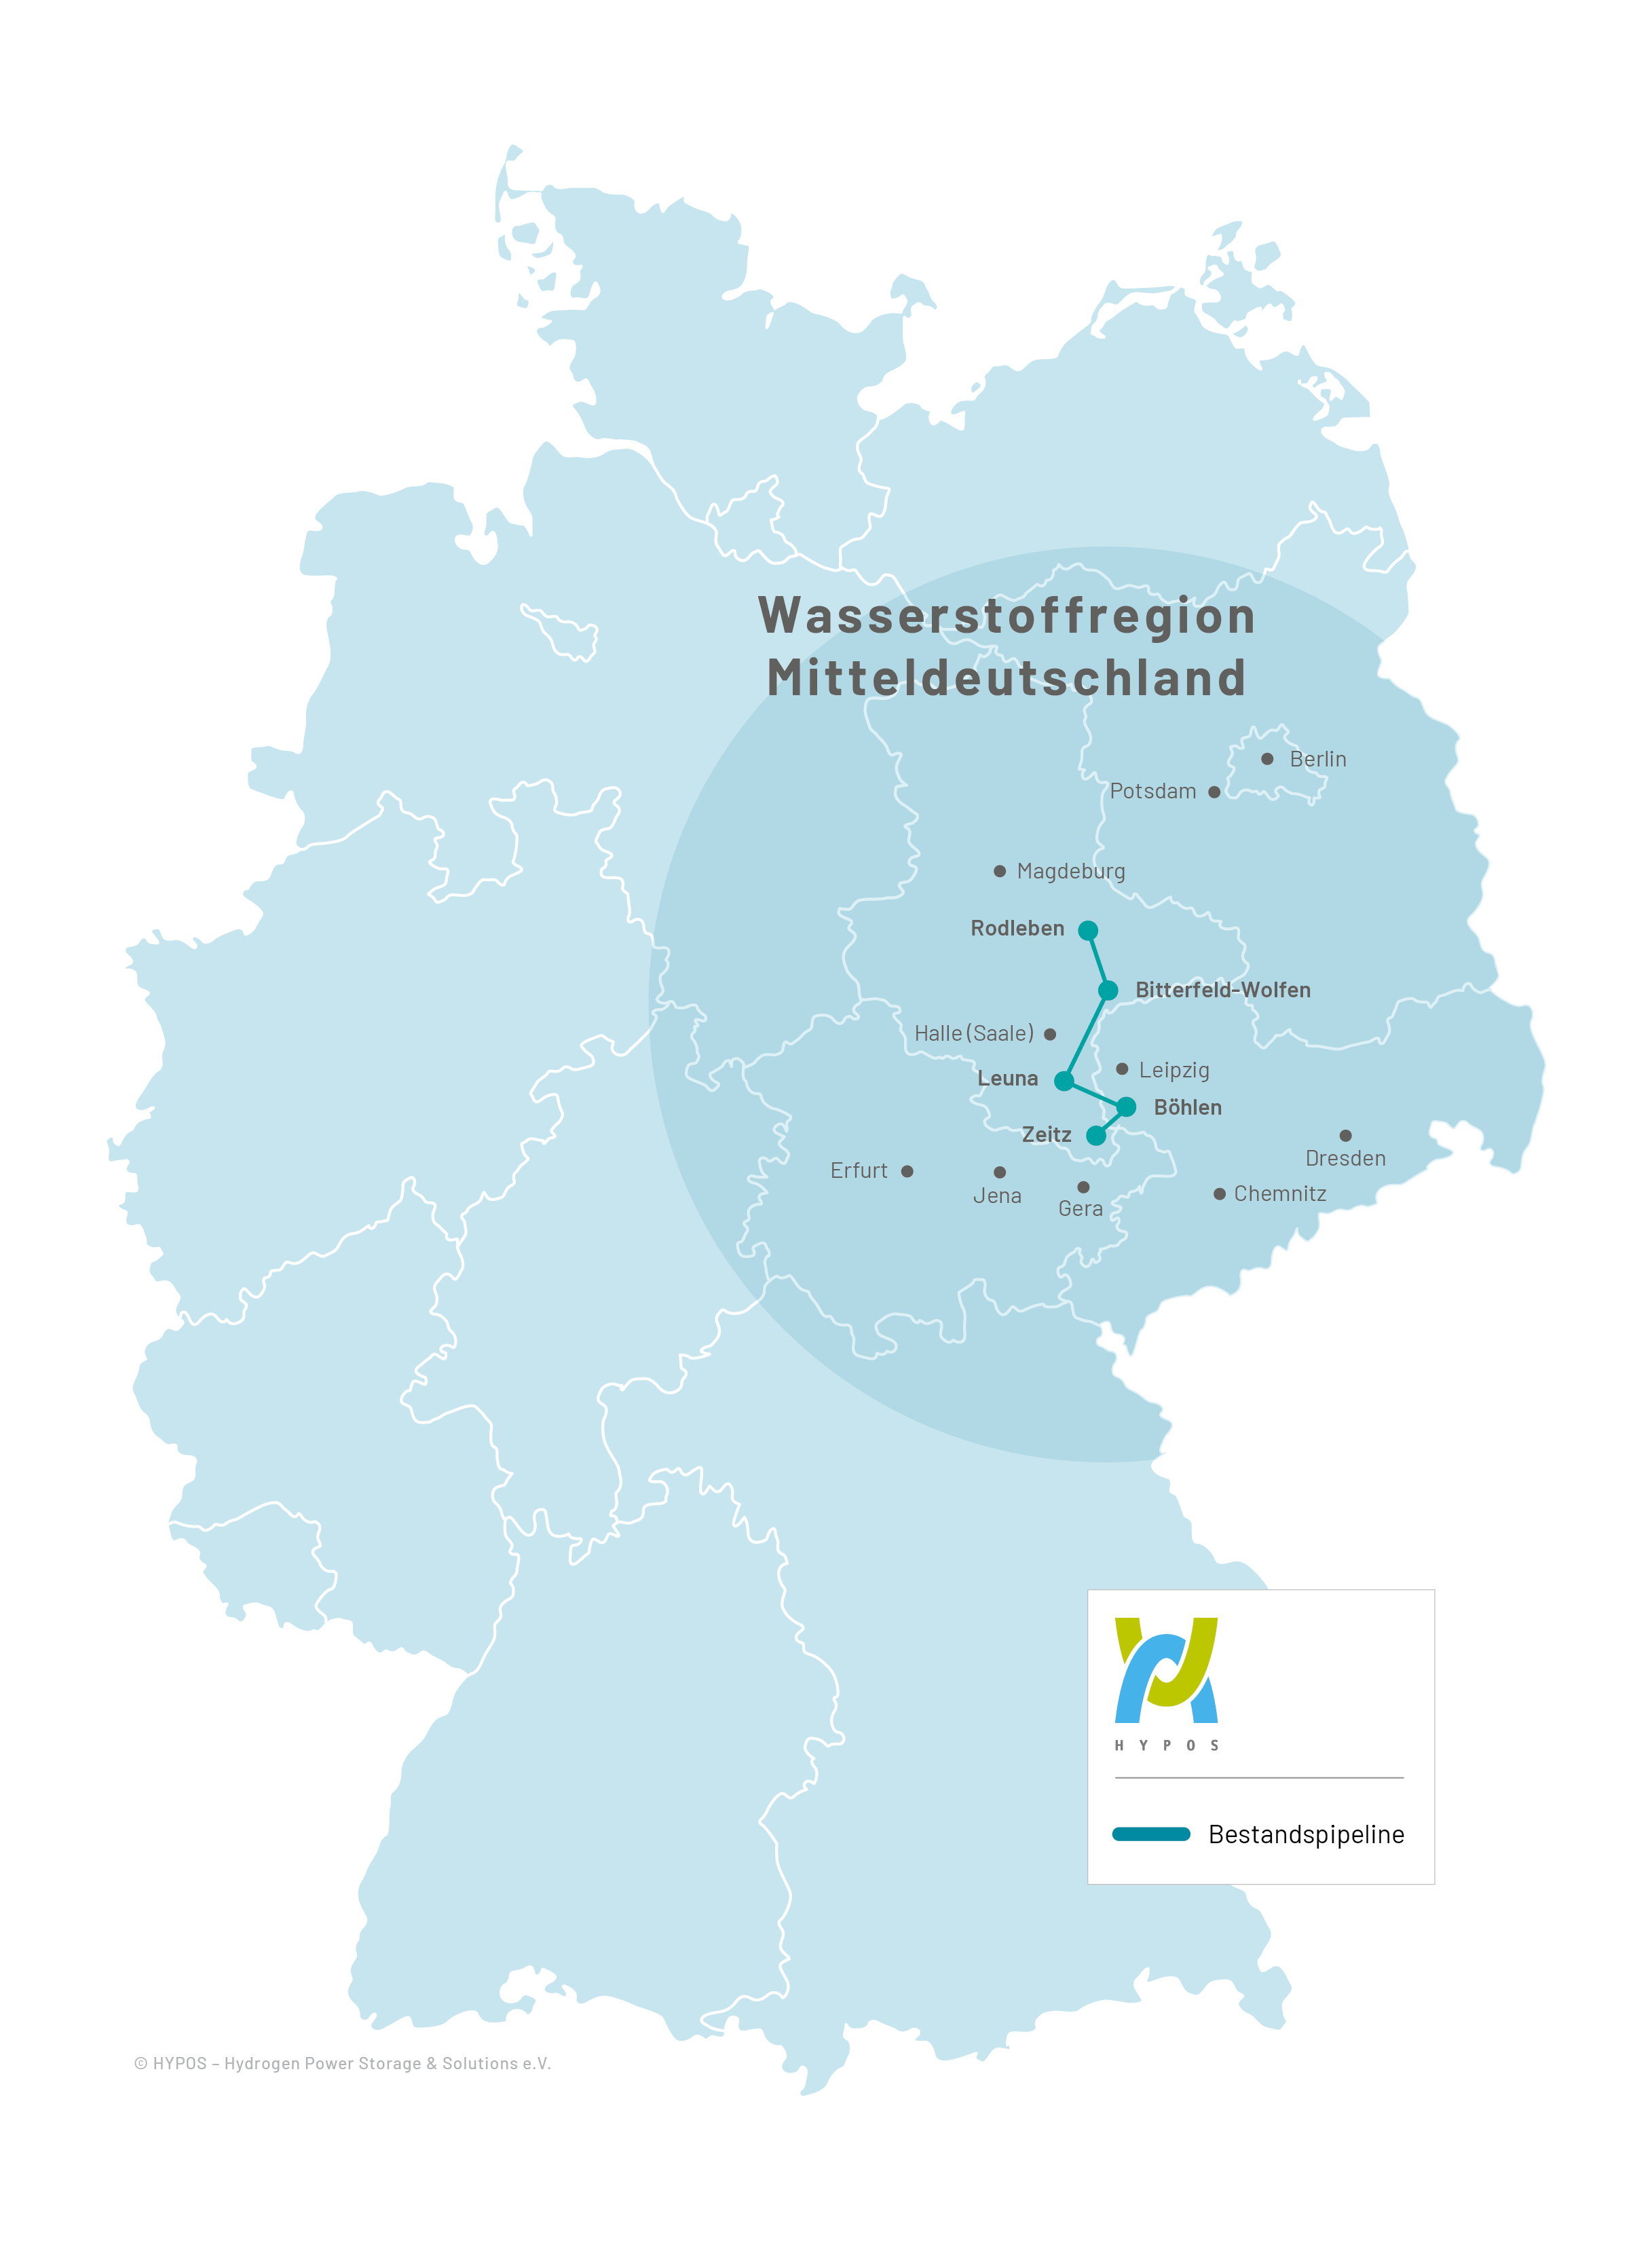 Wasserstoffregion
Mitteldeutschland
Berlin
Potsdam
Magdeburg
Rodleben
Bitterfeld-Wolfen
Halle (Saale)
Leipzig
Leuna
Böhlen
Zeitz
Dresden
Erfurt
Jena
Chemnitz
Gera
HYPOS
Bestandspipeline
© HYPOS – Hydrogen Power Storage & Solutions e.V.